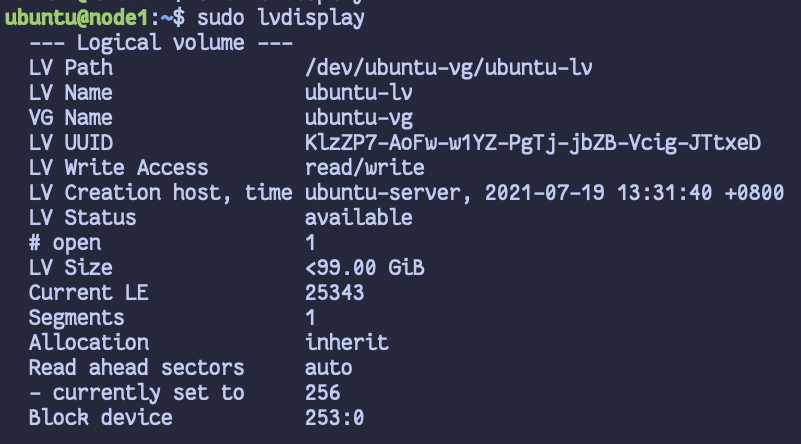 ubuntu@node1:~$ sudo lvdisplay
--- Logical volume ---
LV Path                /dev/ubuntu-vg/ubuntu-lv
LV Name                ubuntu-lv
VG Name                ubuntu-vg
LV UUID                KlzZP7-AoFw-w1YZ-PgTj-jbZB-Vcig-JTtxeD
LV Write Access        read/write
LV Creation host, time ubuntu-server, 2021-07-19 13:31:40 +0800
LV Status              available
# open                 1
LV Size                <99.00 GiB
Current LE             25343
Segments               1
Allocation             inherit
Read ahead sectors     auto
- currently set to     256
Block device           253:0